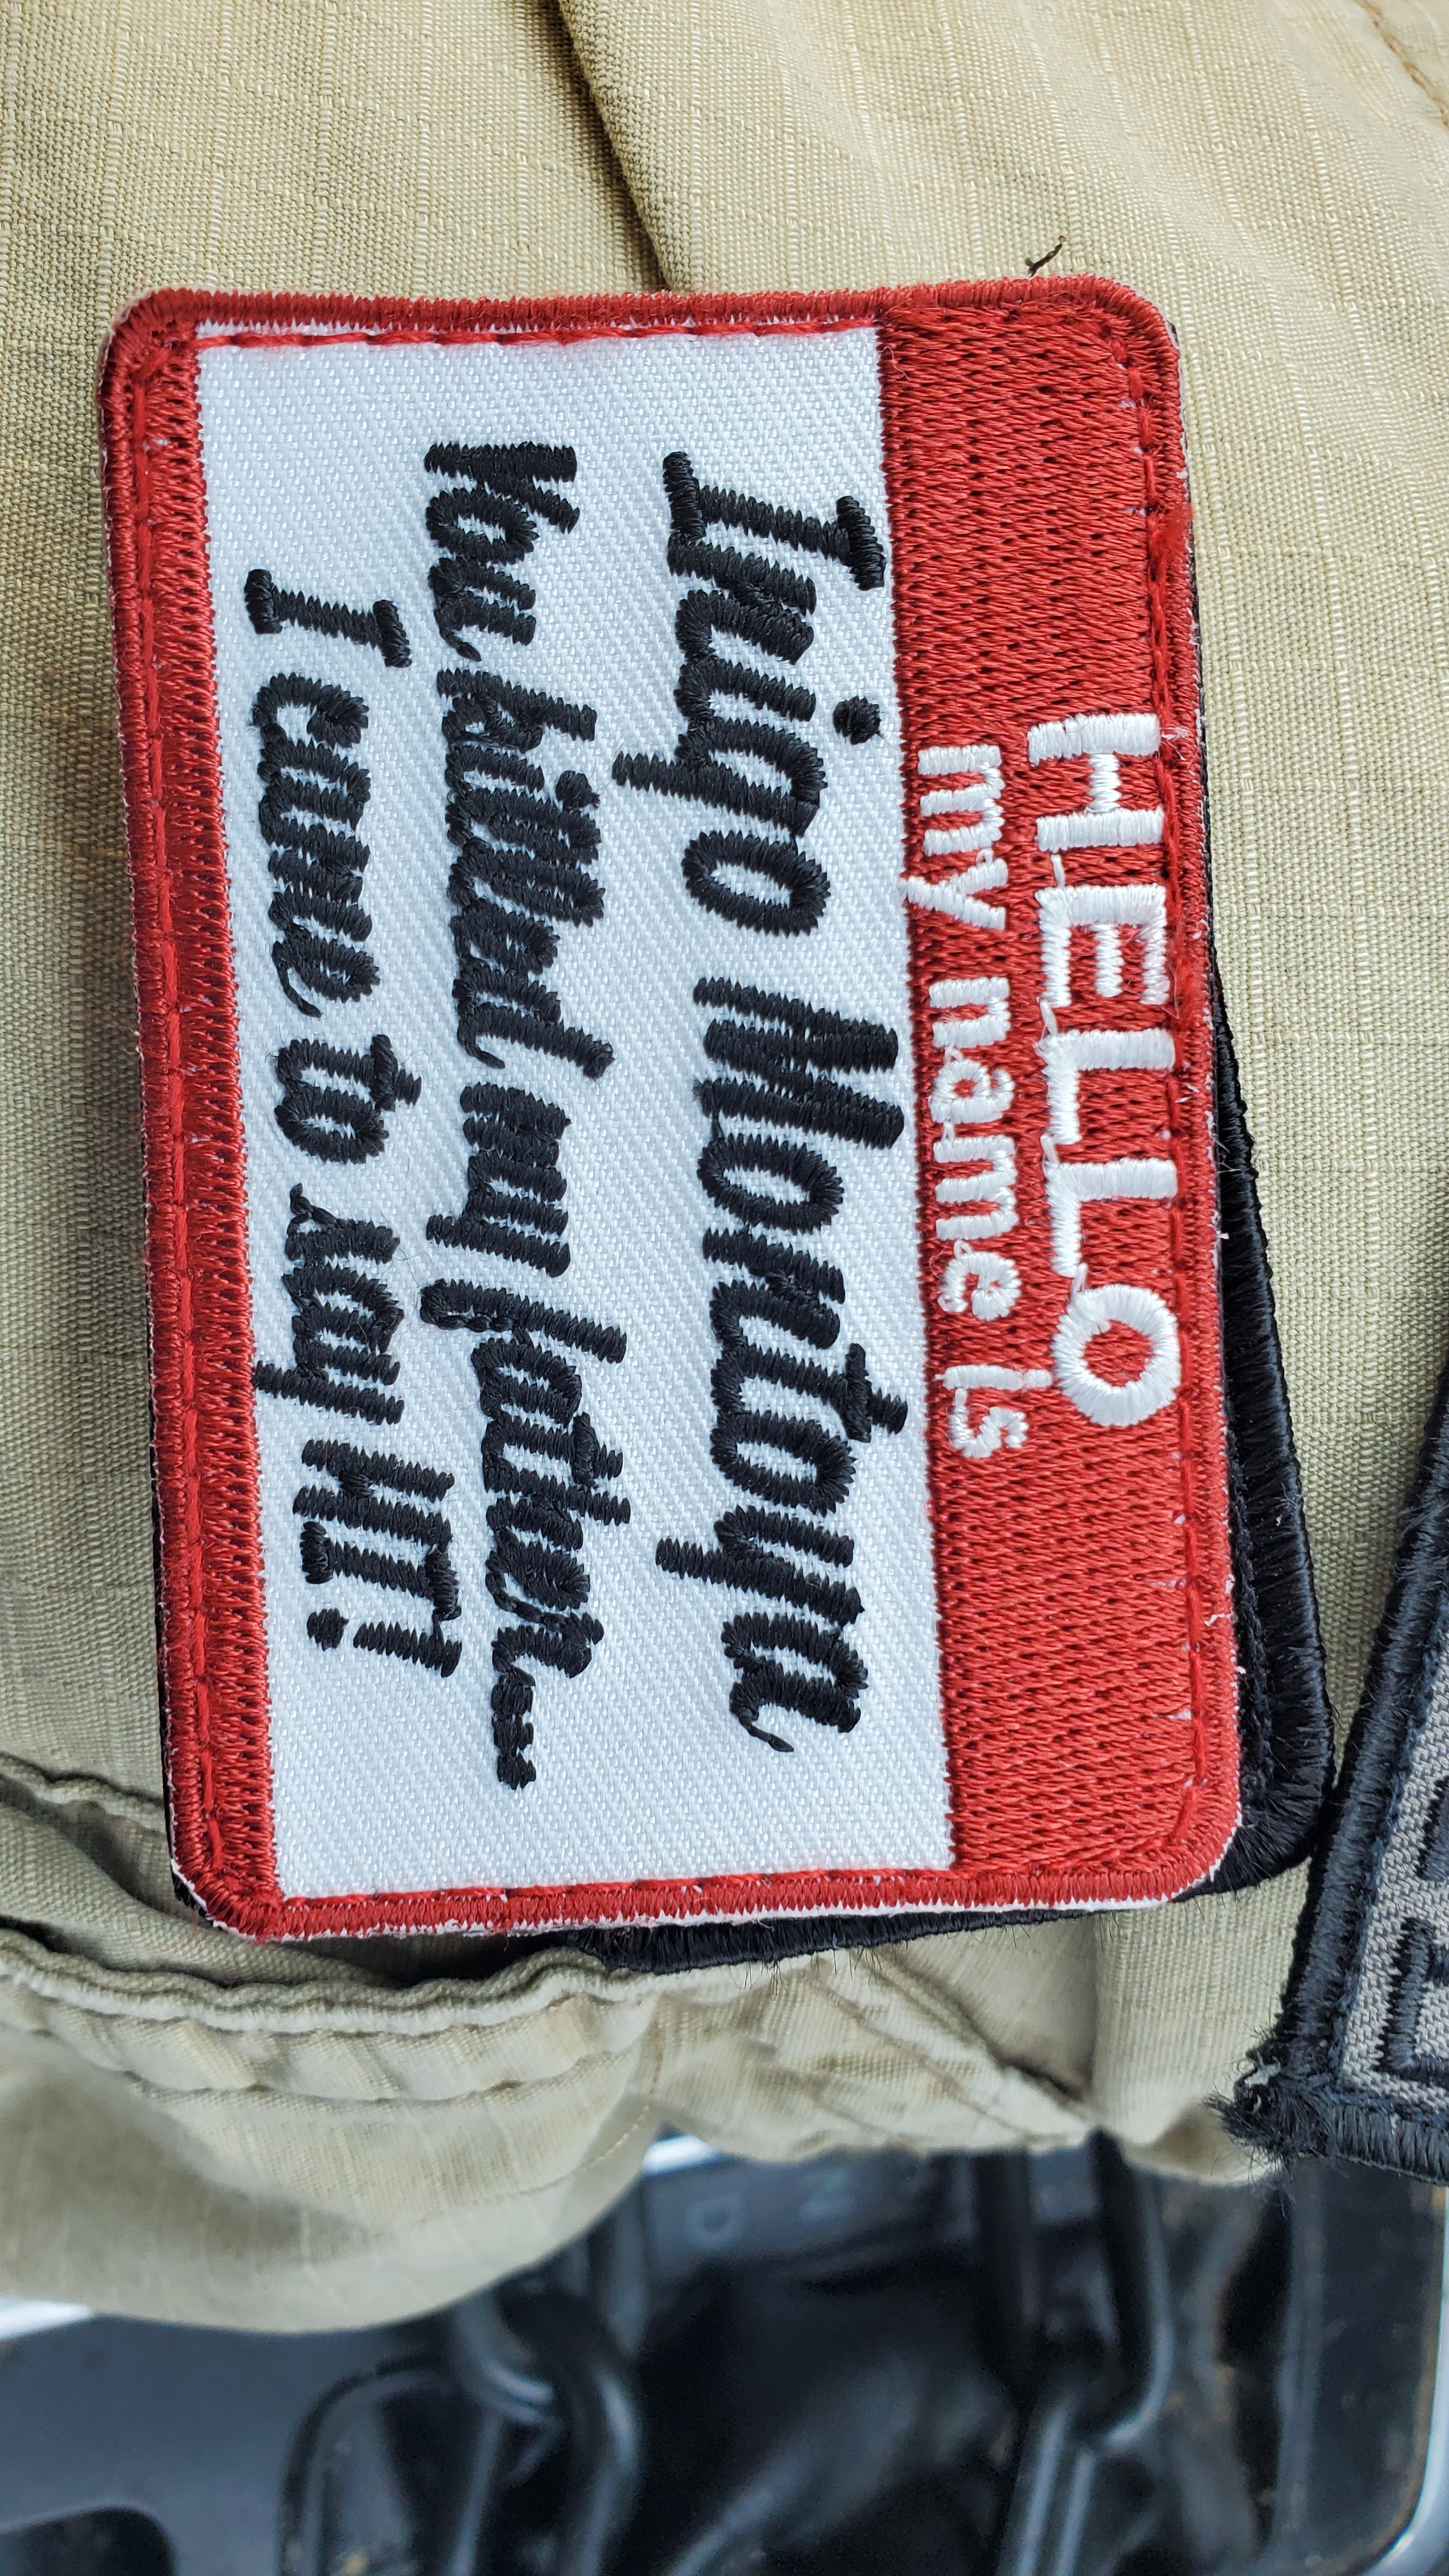 HELLO
my name is
Inigo Montoya
You killed my father...
I came to say HI!